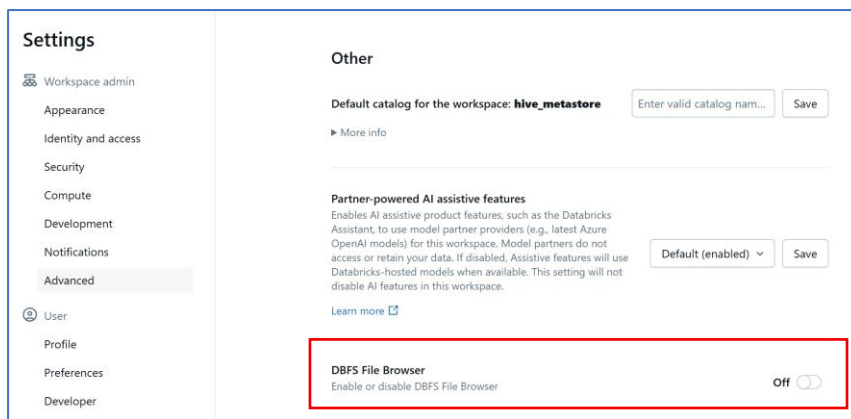 Settings
Workspace admin
Appearance
Identity and access
Security
Compute
Development
Notifications
Advanced
User
Profile
Preferences
Developer
Other
Default catalog for the workspace: hive_metastore
Enter valid catalog nam...
Save
More info
Partner-powered AI assistive features
Enables AI assistive product features, such as the Databricks
Assistant, to use model partner providers (e.g., latest Azure
OpenAI models) for this workspace. Model partners do not
access or retain your data. If disabled, Assistive features will use
Databricks-hosted models when available. This setting will not
disable AI features in this workspace.
Default (enabled)
Save
Learn more
DBFS File Browser
Enable or disable DBFS File Browser
Off